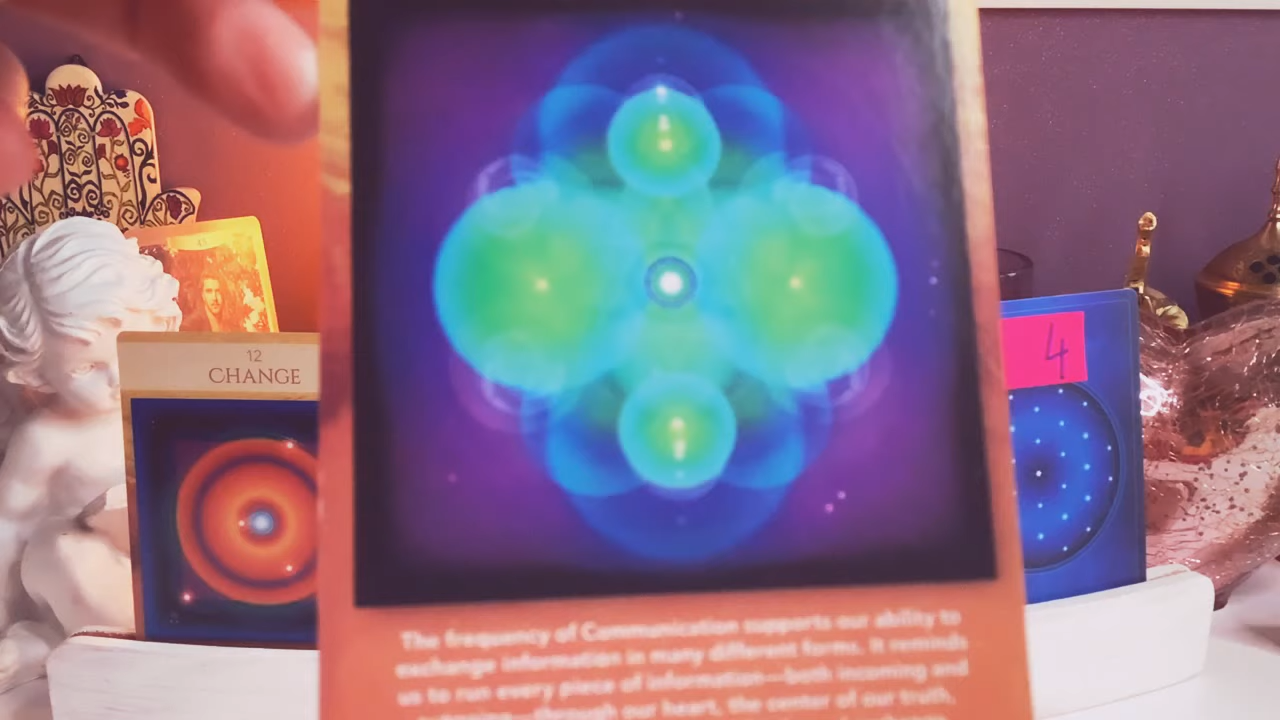 12
CHANGE
4
The frequency of Communication supports our ability to
exchange information in many different forms. It reminds
us to run every piece of information—both incoming and
outgoing—through our heart, the center of our truth,